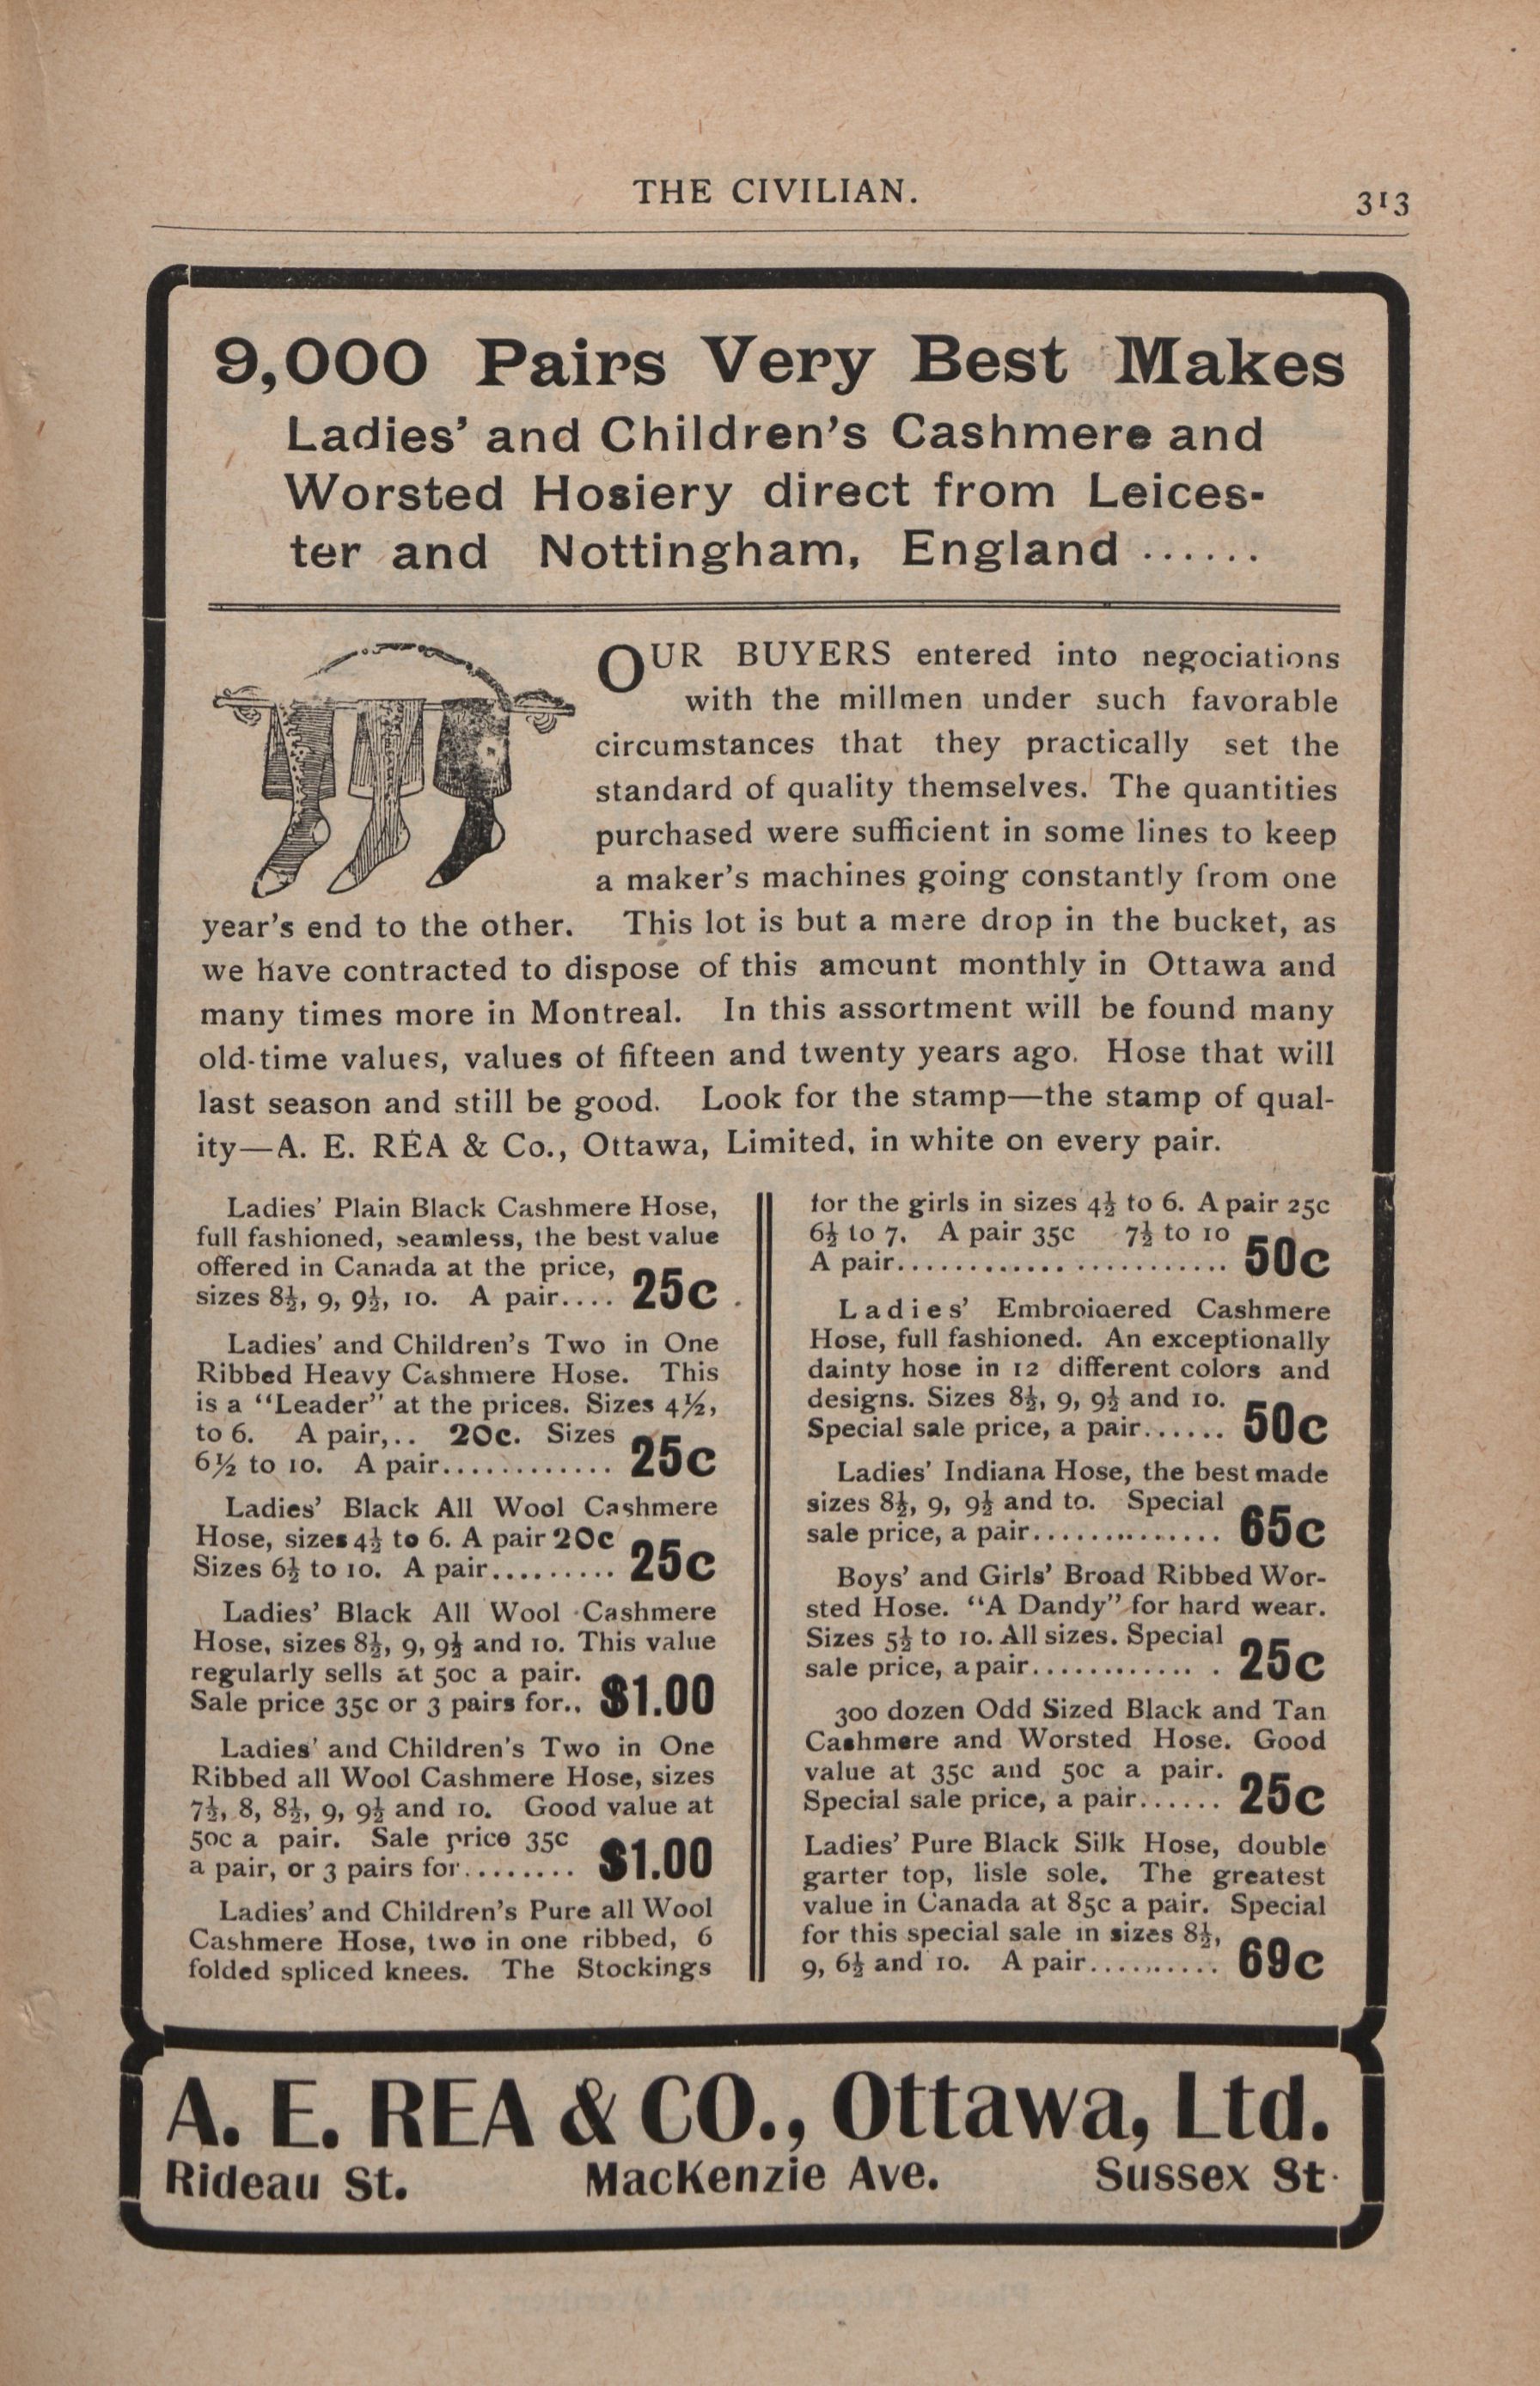 THE CIVILIAN.
313
9,000 Pairs Very Best Makes
Ladies' and Children's Cashmere and
Worsted Hosiery direct from Leices-
ter and Nottingham, England ......
OUR BUYERS entered into negociations
with the millmen under such favorable
circumstances that they practically set the
standard of quality themselves. The quantities
purchased were sufficient in some lines to keep
a maker's machines going constantly from one
year's end to the other. This lot is but a mere drop in the bucket, as
we have contracted to dispose of this amount monthly in Ottawa and
many times more in Montreal. In this assortment will be found many
old-time values, values of fifteen and twenty years ago. Hose that will
last season and still be good. Look for the stamp—the stamp of qual-
ity—A. E. REA & Co., Ottawa, Limited, in white on every pair.
Ladies' Plain Black Cashmere Hose,
full fashioned, seamless, the best value
offered in Canada at the price,
sizes 8½, 9, 9½, 10. A pair.... 25c.
Ladies' and Children's Two in One
Ribbed Heavy Cashmere Hose. This
is a "Leader" at the prices. Sizes 4½,
to 6. A pair,.. 20c. Sizes
6½ to 10. A pair............ 25c
Ladies' Black All Wool Cashmere
Hose, sizes 4½ to 6. A pair 20c
Sizes 6½ to 10. A pair......... 25c
Ladies' Black All Wool Cashmere
Hose, sizes 8½, 9, 9½ and 10. This value
regularly sells at 50c a pair.
Sale price 35c or 3 pairs for.. $1.00
Ladies' and Children's Two in One
Ribbed all Wool Cashmere Hose, sizes
7½, 8, 8½, 9, 9½ and 10. Good value at
50c a pair. Sale price 35c
a pair, or 3 pairs for........ $1.00
Ladies' and Children's Pure all Wool
Cashmere Hose, two in one ribbed, 6
folded spliced knees. The Stockings
for the girls in sizes 4½ to 6. A pair 25c
6½ to 7. A pair 35c 7½ to 10
A pair........................ 50c
Ladies' Embroidered Cashmere
Hose, full fashioned. An exceptionally
dainty hose in 12 different colors and
designs. Sizes 8½, 9, 9½ and 10.
Special sale price, a pair...... 50c
Ladies' Indiana Hose, the best made
sizes 8½, 9, 9½ and to. Special
sale price, a pair.............. 65c
Boys' and Girls' Broad Ribbed Wor-
sted Hose. "A Dandy" for hard wear.
Sizes 5½ to 10. All sizes. Special
sale price, a pair............ . 25c
300 dozen Odd Sized Black and Tan
Cashmere and Worsted Hose. Good
value at 35c and 50c a pair.
Special sale price, a pair...... 25c
Ladies' Pure Black Silk Hose, double
garter top, lisle sole. The greatest
value in Canada at 85c a pair. Special
for this special sale in sizes 8½,
9, 6½ and 10. A pair.......... 69c
A. E. REA & CO., Ottawa, Ltd.
Rideau St. MacKenzie Ave. Sussex St.